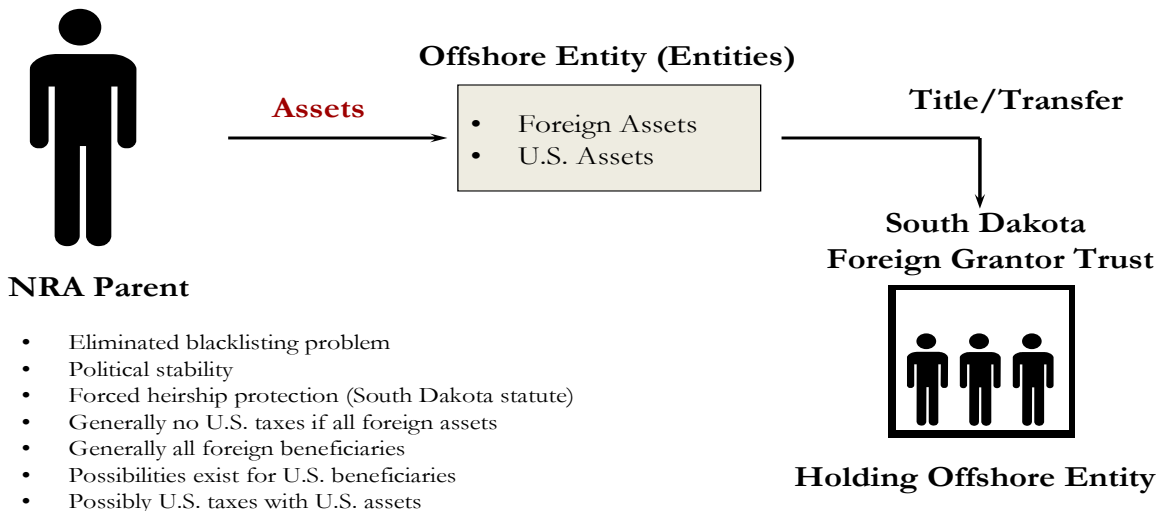 Offshore Entity (Entities)
Assets
• Foreign Assets
• U.S. Assets
Title/Transfer
South Dakota
Foreign Grantor Trust
NRA Parent
• Eliminated blacklisting problem
• Political stability
• Forced heirship protection (South Dakota statute)
• Generally no U.S. taxes if all foreign assets
• Generally all foreign beneficiaries
• Possibilities exist for U.S. beneficiaries
• Possibly U.S. taxes with U.S. assets
Holding Offshore Entity